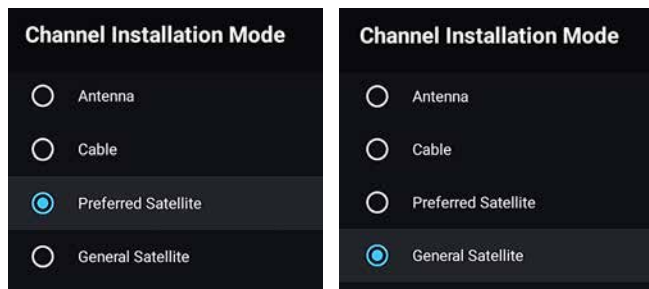 Channel Installation Mode
Antenna
Cable
Preferred Satellite
General Satellite
Channel Installation Mode
Antenna
Cable
Preferred Satellite
General Satellite